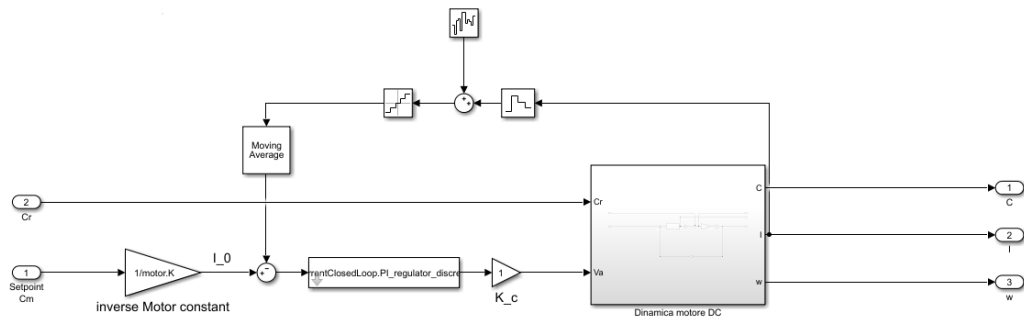 Moving
Average
2
Cr
1
Setpoint
Cm
1/motor.K
inverse Motor constant
I_0
+
-
+
+
rentClosedLoop.PI_regulator_discre
1
K_c
Cr
Va
C
I
w
Dinamica motore DC
1
C
2
I
3
w